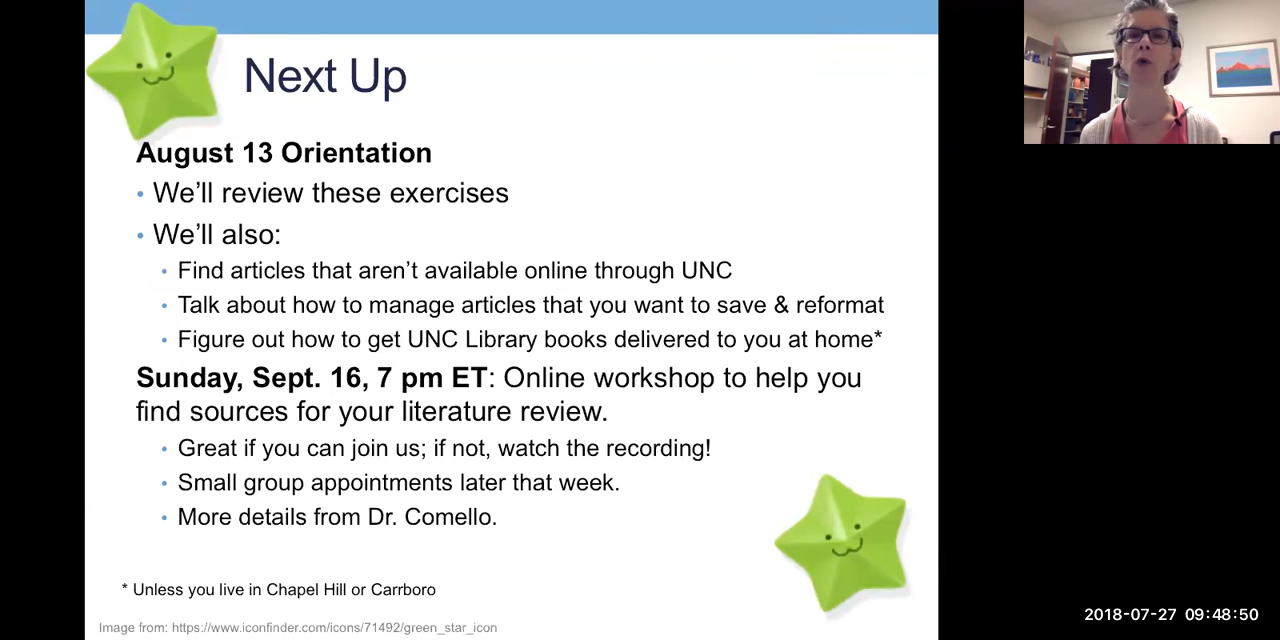 Next Up
August 13 Orientation
• We’ll review these exercises
• We’ll also:
• Find articles that aren’t available online through UNC
• Talk about how to manage articles that you want to save & reformat
• Figure out how to get UNC Library books delivered to you at home*
Sunday, Sept. 16, 7 pm ET: Online workshop to help you
find sources for your literature review.
• Great if you can join us; if not, watch the recording!
• Small group appointments later that week.
• More details from Dr. Comello.
* Unless you live in Chapel Hill or Carrboro
Image from: https://www.iconfinder.com/icons/71492/green_star_icon
2018-07-27 09:48:50